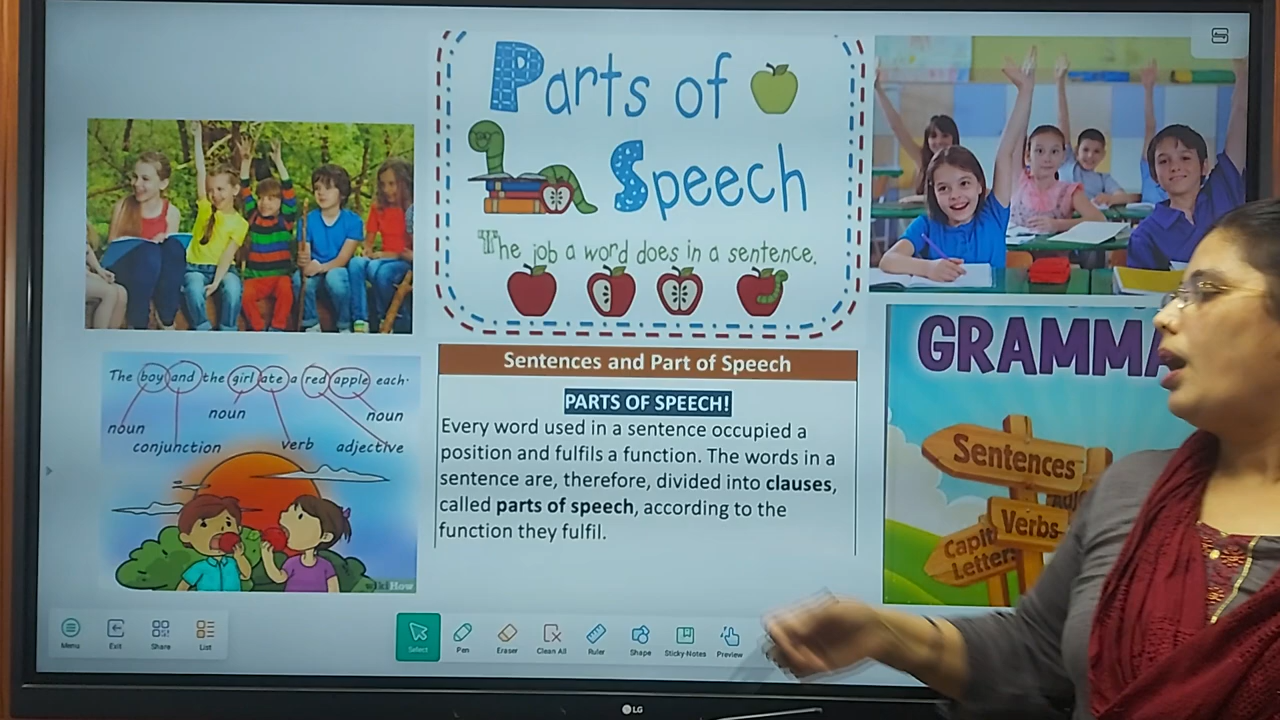 Parts of
Speech
The job a word does in a sentence.
The boy and the girl ate a red apple each.
noun
noun
conjunction
verb
adjective
wikiHow
Sentences and Part of Speech
PARTS OF SPEECH!
Every word used in a sentence occupied a
position and fulfils a function. The words in a
sentence are, therefore, divided into clauses,
called parts of speech, according to the
function they fulfil.
GRAMMA
Sentences
Verbs
Capit
Letter
Menu
Exit
Share
List
Select
Pen
Eraser
Clean All
Ruler
Shape
Sticky-Notes
Preview
LG